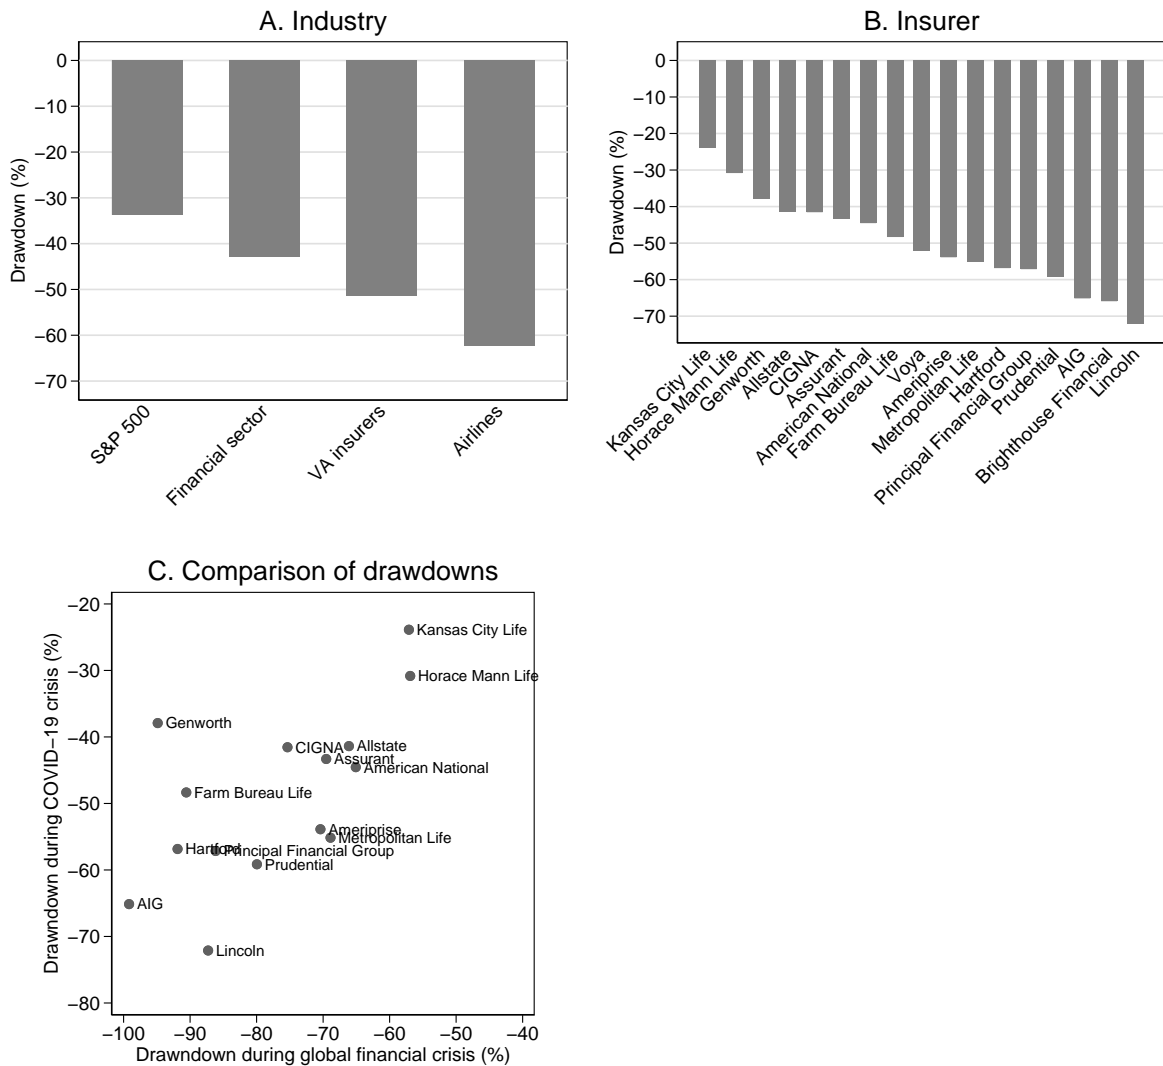 A. Industry
0
−10
−20
−30
−40
−50
−60
−70
Drawdown (%)
S&P 500
Financial sector
VA insurers
Airlines
B. Insurer
0
−10
−20
−30
−40
−50
−60
−70
Drawdown (%)
Kansas City Life
Horace Mann Life
Genworth
Allstate
CIGNA
Assurant
American National
Farm Bureau Life
Voya
Ameriprise
Metropolitan Life
Hartford
Principal Financial Group
Prudential
AIG
Brighthouse Financial
Lincoln
C. Comparison of drawdowns
−20
−30
−40
−50
−60
−70
−80
Drawndown during COVID−19 crisis (%)
Kansas City Life
Horace Mann Life
Genworth
CIGNA
Allstate
Assurant
American National
Farm Bureau Life
Ameriprise
Metropolitan Life
Hartford
Principal Financial Group
Prudential
AIG
Lincoln
−100
−90
−80
−70
−60
−50
−40
Drawndown during global financial crisis (%)